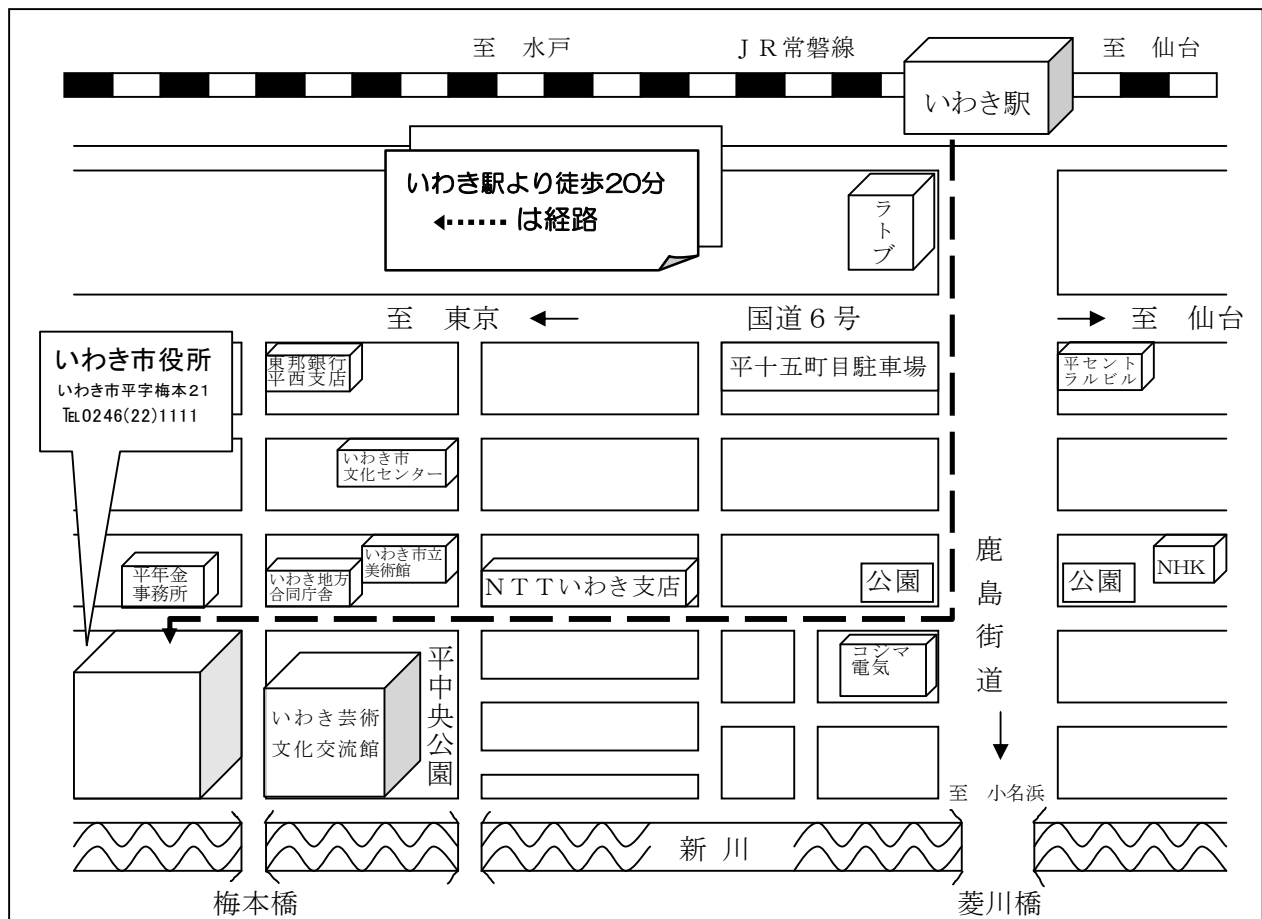 至　水戸
ＪＲ常磐線
至　仙台
いわき駅
いわき駅より徒歩20分
は経路
ラトブ
至　東京
国道６号
至　仙台
いわき市役所
いわき市平字梅本21
℡0246(22)1111
東邦銀行
平西支店
平十五町目駐車場
平セント
ラルビル
いわき市
文化センター
平年金
事務所
いわき地方
合同庁舎
いわき市立
美術館
ＮＴＴいわき支店
公園
鹿島街道
公園
NHK
いわき芸術
文化交流館
平中央公園
コジマ
電気
至　小名浜
新川
梅本橋
菱川橋